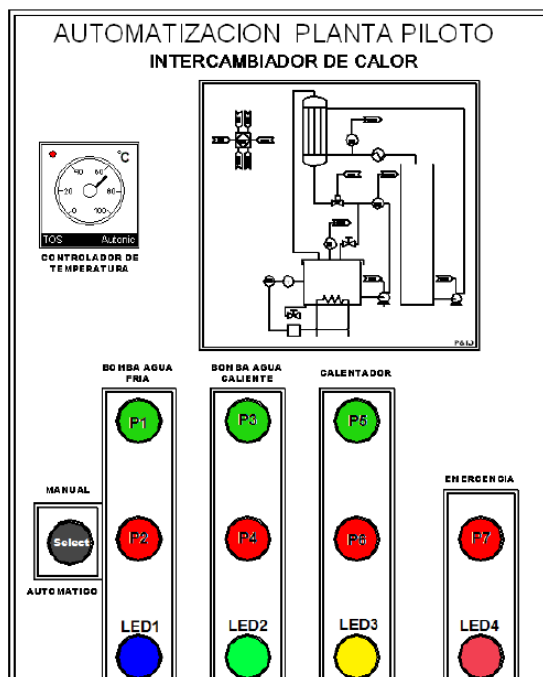 AUTOMATIZACION PLANTA PILOTO
INTERCAMBIADOR DE CALOR
°C
40 60
20 80
0 100
TOS Autonic
CONTROLADOR DE
TEMPERATURA
BOMBA AGUA
FRIA
BOMBA AGUA
CALIENTE
CALENTADOR
P1
P3
P5
MANUAL
EMERGENCIA
Select
P2
P4
P6
P7
AUTOMATICO
LED1
LED2
LED3
LED4